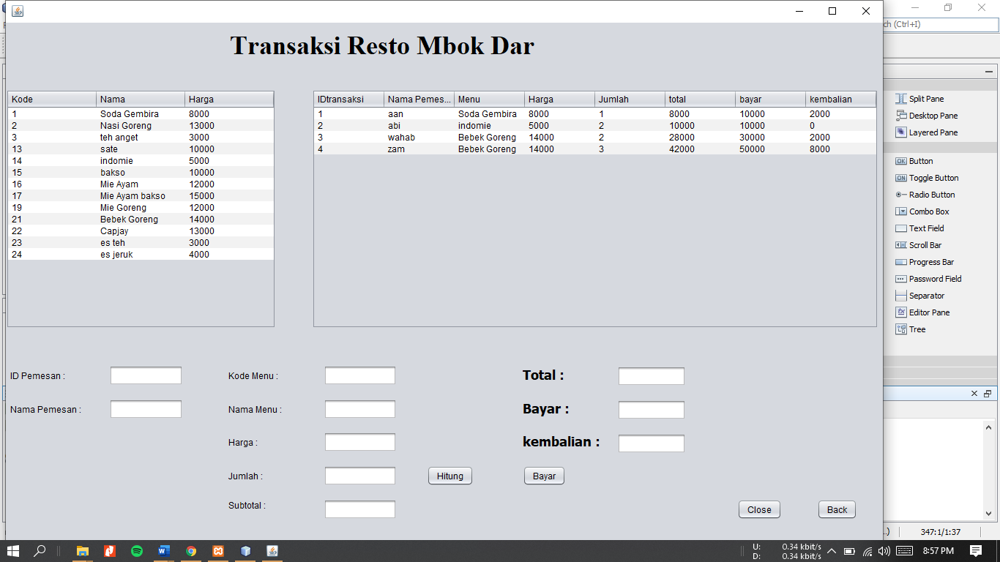 ch (Ctrl+I)
Transaksi Resto Mbok Dar
Kode Nama Harga
1 Soda Gembira 8000
2 Nasi Goreng 13000
3 teh anget 3000
13 sate 10000
14 indomie 5000
15 bakso 10000
16 Mie Ayam 12000
17 Mie Ayam bakso 15000
19 Mie Goreng 12000
21 Bebek Goreng 14000
22 Capjay 13000
23 es teh 3000
24 es jeruk 4000
IDtransaksi Nama Pemes... Menu Harga Jumlah total bayar kembalian
1 aan Soda Gembira 8000 1 8000 10000 2000
2 abi indomie 5000 2 10000 10000 0
3 wahab Bebek Goreng 14000 2 28000 30000 2000
4 zam Bebek Goreng 14000 3 42000 50000 8000
ID Pemesan :
Nama Pemesan :
Kode Menu :
Nama Menu :
Harga :
Jumlah :
Hitung
Subtotal :
Total :
Bayar :
kembalian :
Bayar
Close
Back
Split Pane
Desktop Pane
Layered Pane
OK Button
ON Toggle Button
Radio Button
Combo Box
Text Field
Scroll Bar
Progress Bar
Password Field
Separator
Editor Pane
Tree
..)
347:1/1:37
U: 0.34 kbit/s
D: 0.34 kbit/s
8:57 PM